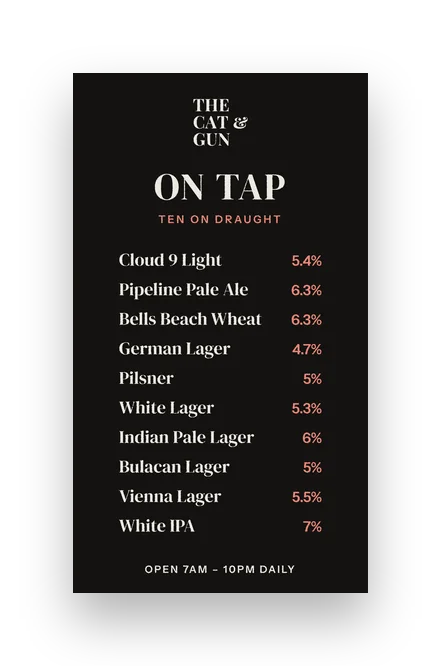 THE
CAT &
GUN
ON TAP
TEN ON DRAUGHT
Cloud 9 Light 5.4%
Pipeline Pale Ale 6.3%
Bells Beach Wheat 6.3%
German Lager 4.7%
Pilsner 5%
White Lager 5.3%
Indian Pale Lager 6%
Bulacan Lager 5%
Vienna Lager 5.5%
White IPA 7%
OPEN 7AM – 10PM DAILY